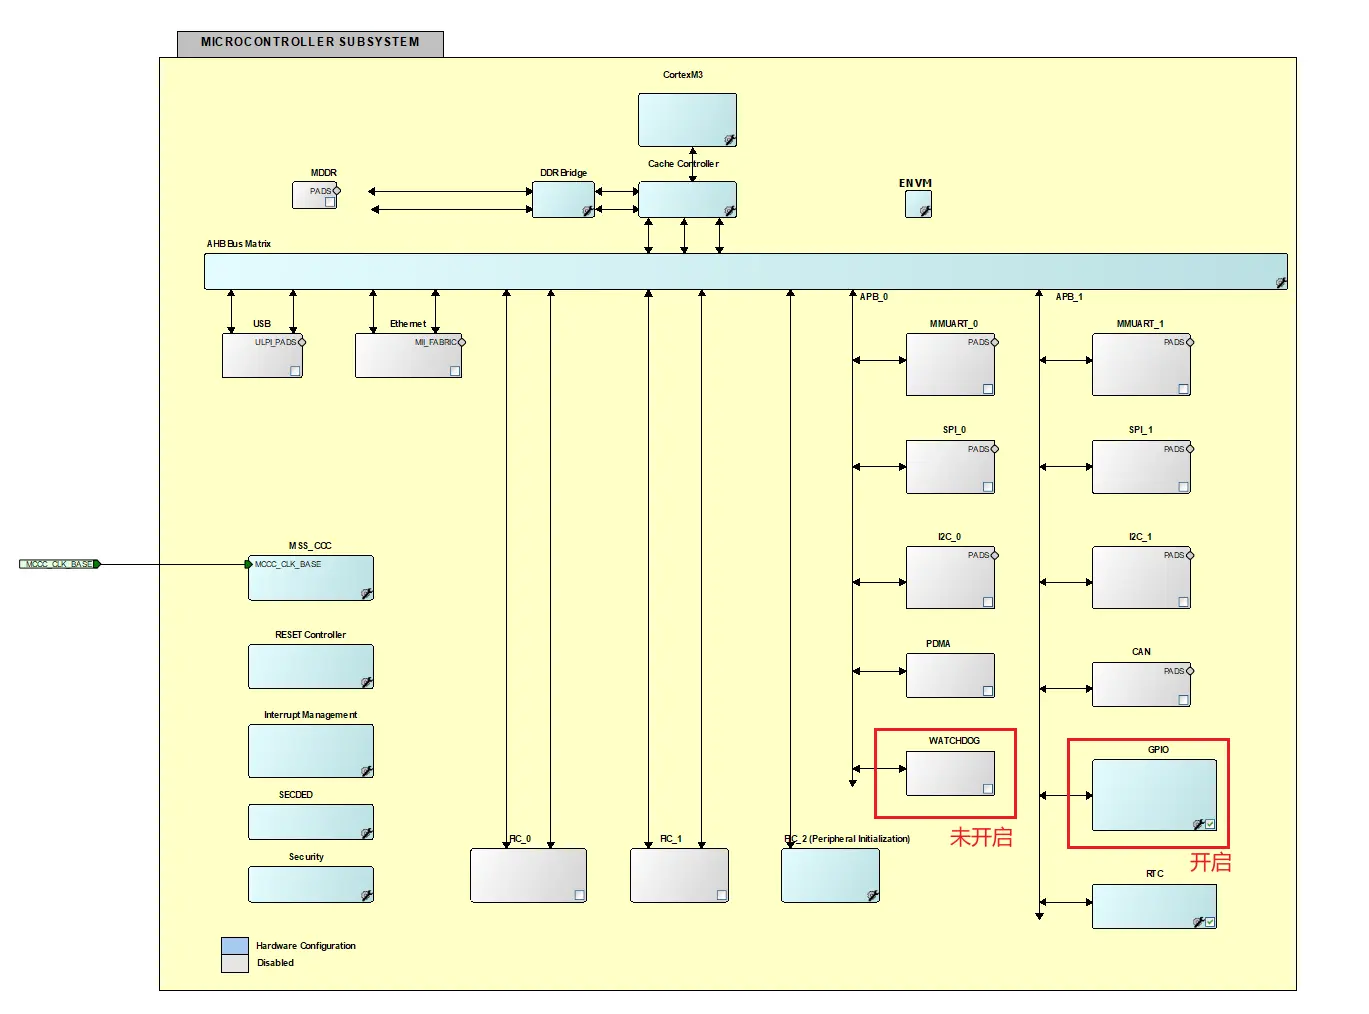 MICROCONTROLLER SUBSYSTEM
CortexM3
Cache Controller
MDDR
PADS
DDR Bridge
ENVM
AHB Bus Matrix
APB_0
APB_1
USB
ULPI_PADS
Ethernet
MII_FABRIC
MMUART_0
PADS
MMUART_1
PADS
SPI_0
PADS
SPI_1
PADS
I2C_0
PADS
I2C_1
PADS
MCCC_CLK_BASE
MSS_CCC
MCCC_CLK_BASE
RESET Controller
PDMA
CAN
PADS
Interrupt Management
WATCHDOG
未开启
GPIO
开启
SECDED
FIC_0
FIC_1
FIC_2 (Peripheral Initialization)
Security
RTC
Hardware Configuration
Disabled